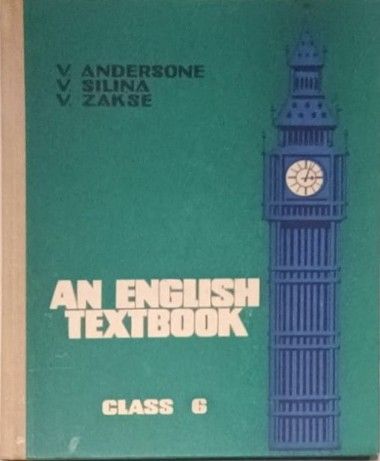 V. ANDERSONE
V. SILINA
V. ZAKSE
AN ENGLISH
TEXTBOOK
CLASS 6